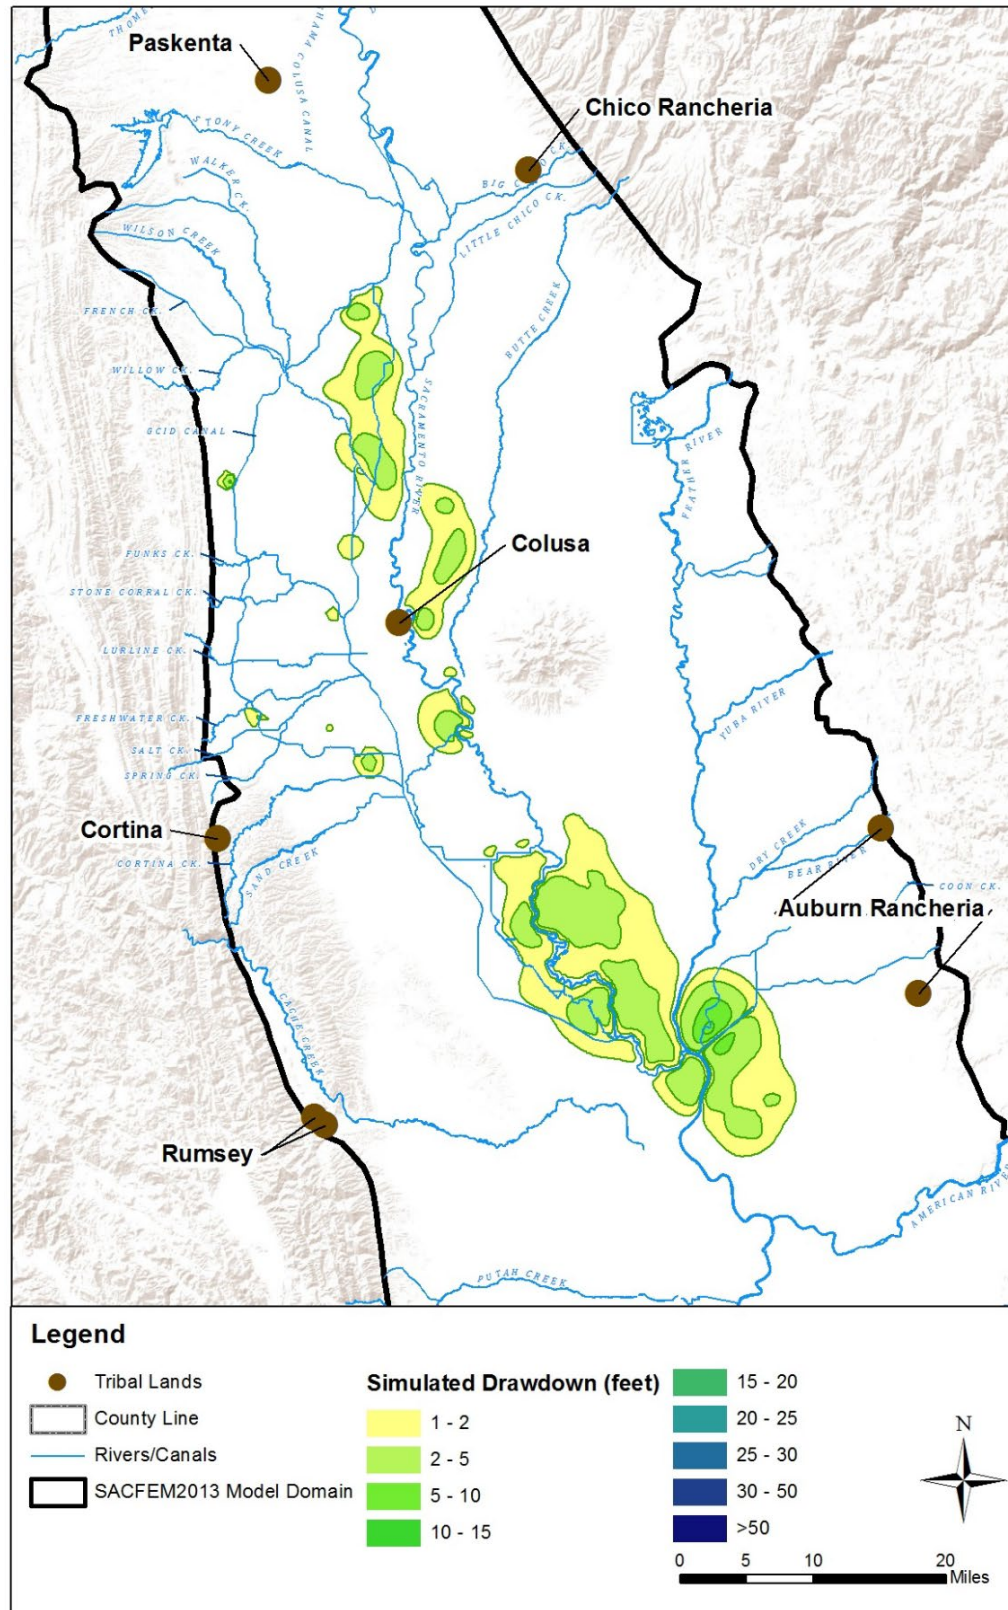 THOME
Paskenta
HAMA COLUSA CANAL
Chico Rancheria
STONY CREEK
WALKER CK.
BIG CHICO CK.
LITTLE CHICO CK.
WILSON CREEK
FRENCH CK.
BUTTE CREEK
WILLOW CK.
SACRAMENTO RIVER
GCID CANAL
FEATHER RIVER
Colusa
FUNKS CK.
STONE CORRAL CK.
LURLINE CK.
FRESHWATER CK.
YUBA RIVER
SALT CK.
SPRING CK.
Cortina
CORTINA CK.
SAND CREEK
DRY CREEK
BEAR RIVER
COON CK.
Auburn Rancheria
CACHE CREEK
Rumsey
AMERICAN RIVER
PUTAH CREEK
Legend
Tribal Lands
County Line
Rivers/Canals
SACFEM2013 Model Domain
Simulated Drawdown (feet)
1 - 2
2 - 5
5 - 10
10 - 15
15 - 20
20 - 25
25 - 30
30 - 50
>50
N
0 5 10 20
Miles